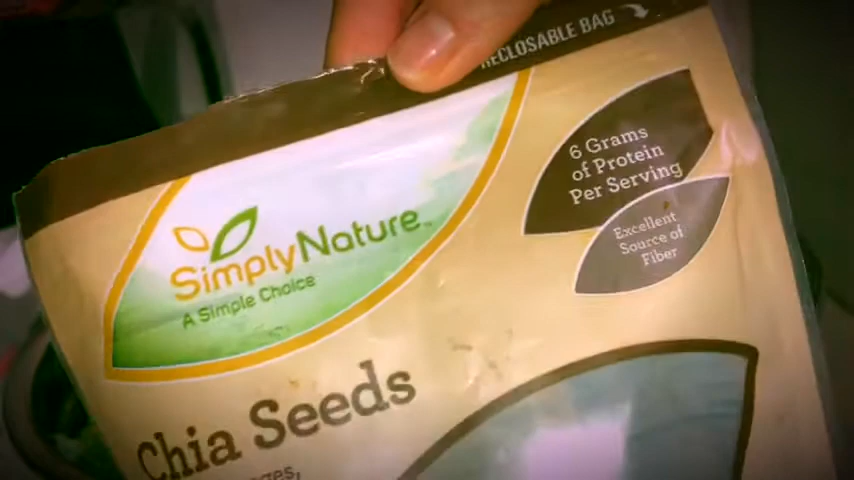 RECLOSABLE BAG
6 Grams
of Protein
Per Serving
Excellent
Source of
Fiber
SimplyNature
A Simple Choice
Chia Seeds